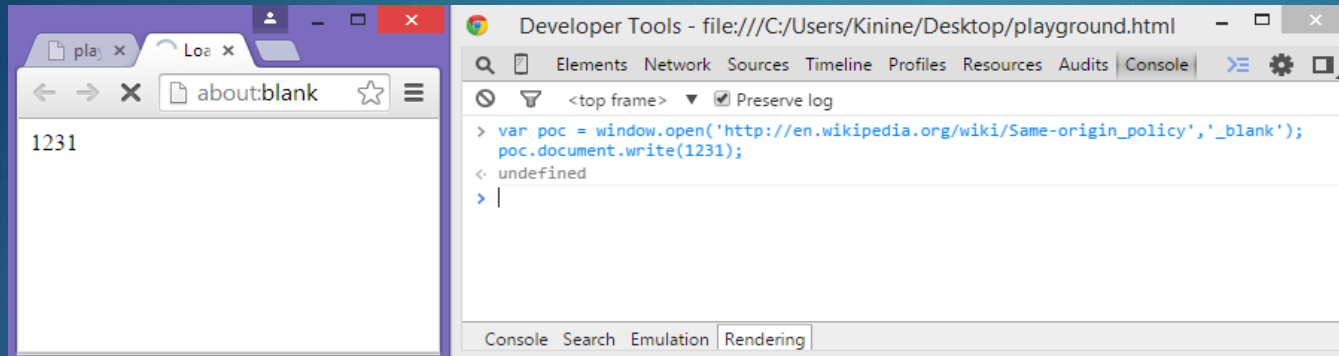 play
Loa
about:blank
1231
Developer Tools - file:///C:/Users/Kinine/Desktop/playground.html
Elements Network Sources Timeline Profiles Resources Audits Console
<top frame> ▼ Preserve log
> var poc = window.open('http://en.wikipedia.org/wiki/Same-origin_policy','_blank');
poc.document.write(1231);
undefined
>
Console Search Emulation Rendering